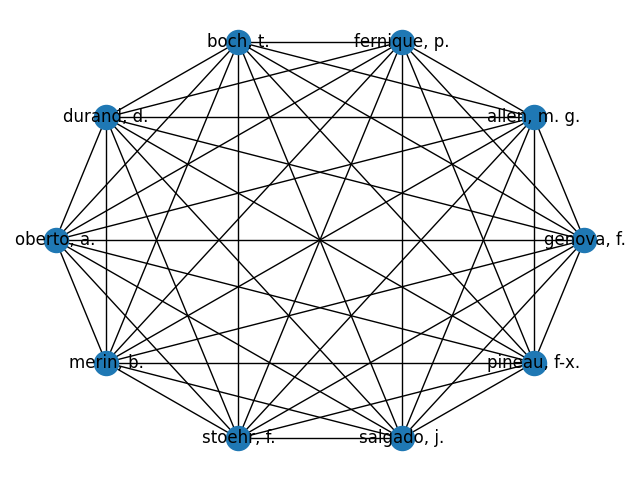 boch, t.
fernique, p.
durand, d.
allen, m. g.
oberto, a.
genova, f.
merin, b.
pineau, f-x.
stoehr, f.
salgado, j.